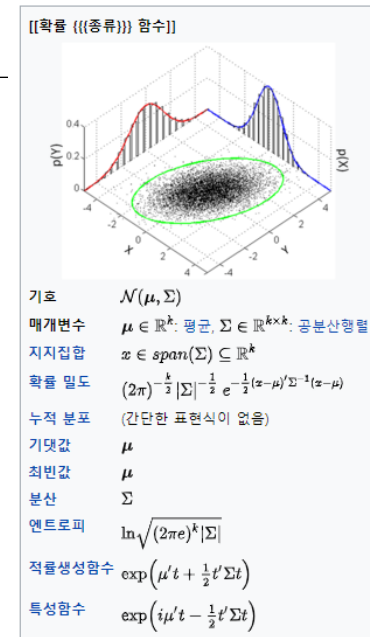 [[확률 {{{종류}}} 함수]]
p(Y)
p(X)
0.4
0.2
0
-4
-2
0
2
4
X
4
2
0
-2
-4
Y
기호 𝒩(μ, Σ)
매개변수 μ ∈ ℝ^k: 평균, Σ ∈ ℝ^{k×k}: 공분산행렬
지지집합 x ∈ span(Σ) ⊆ ℝ^k
확률 밀도 (2π)^{-k/2} |Σ|^{-1/2} e^{-1/2 (x-μ)′Σ^{-1}(x-μ)}
누적 분포 (간단한 표현식이 없음)
기댓값 μ
최빈값 μ
분산 Σ
엔트로피 ln√((2πe)^k |Σ|)
적률생성함수 exp(μ′t + 1/2 t′Σt)
특성함수 exp(iμ′t − 1/2 t′Σt)